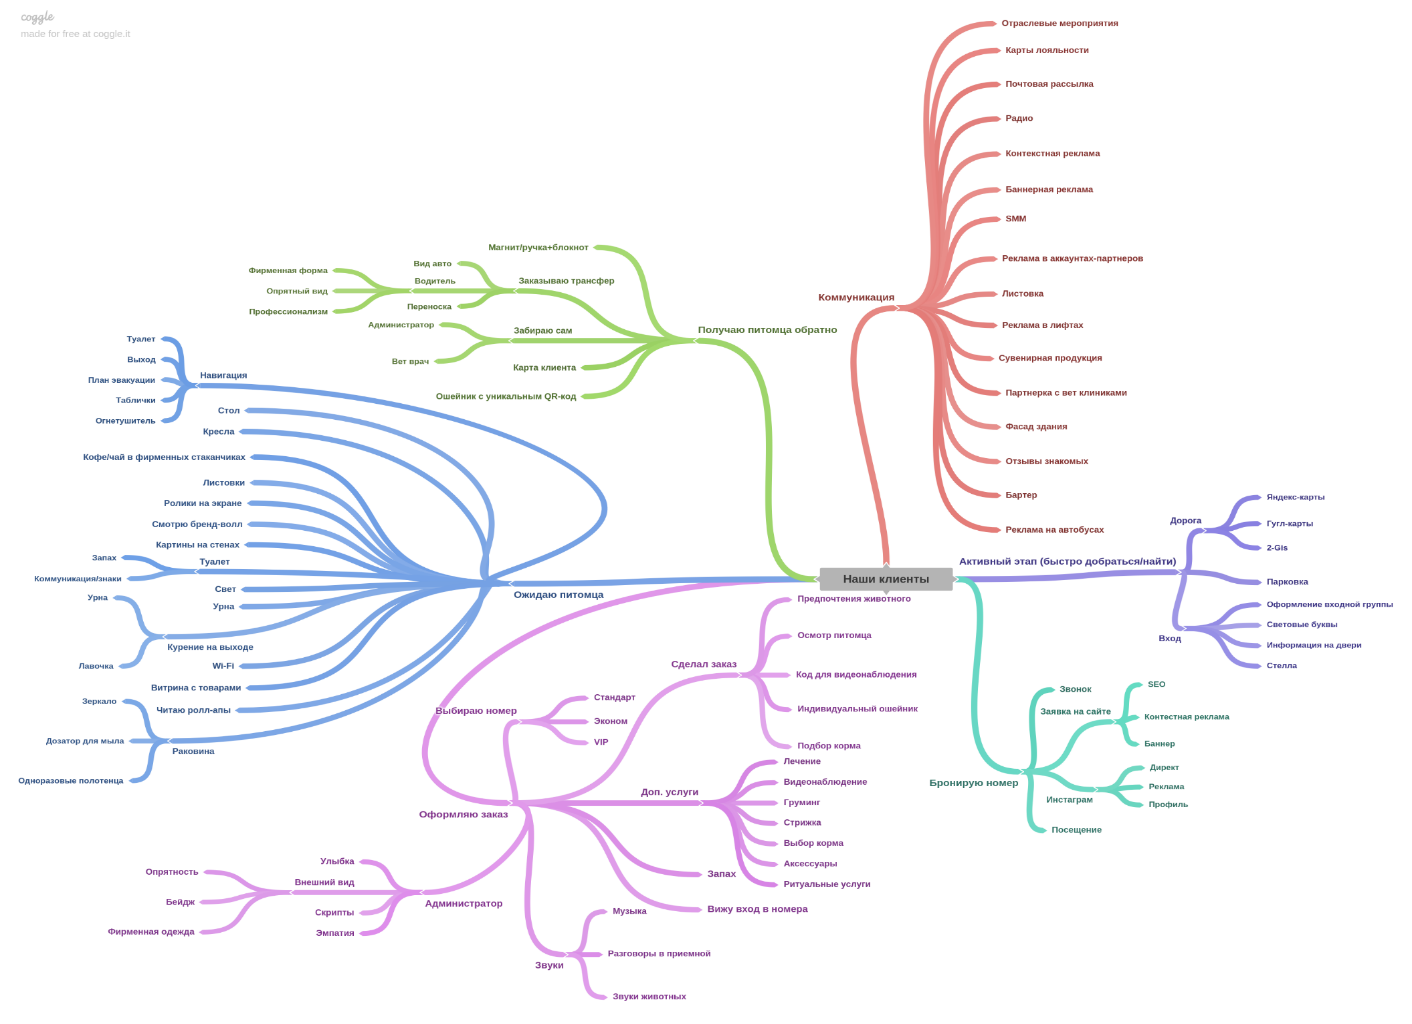 coggle
made for free at coggle.it
Наши клиенты
Коммуникация
Отраслевые мероприятия
Карты лояльности
Почтовая рассылка
Радио
Контекстная реклама
Баннерная реклама
SMM
Реклама в аккаунтах-партнеров
Листовка
Реклама в лифтах
Сувенирная продукция
Партнерка с вет клиниками
Фасад здания
Отзывы знакомых
Бартер
Реклама на автобусах
Активный этап (быстро добраться/найти)
Дорога
Яндекс-карты
Гугл-карты
2-Gis
Парковка
Вход
Оформление входной группы
Световые буквы
Информация на двери
Стелла
Бронирую номер
Звонок
Заявка на сайте
SEO
Контестная реклама
Баннер
Инстаграм
Директ
Реклама
Профиль
Посещение
Получаю питомца обратно
Магнит/ручка+блокнот
Заказываю трансфер
Вид авто
Водитель
Фирменная форма
Опрятный вид
Профессионализм
Переноска
Забираю сам
Администратор
Вет врач
Карта клиента
Ошейник с уникальным QR-код
Ожидаю питомца
Навигация
Туалет
Выход
План эвакуации
Таблички
Огнетушитель
Стол
Кресла
Кофе/чай в фирменных стаканчиках
Листовки
Ролики на экране
Смотрю бренд-волл
Картины на стенах
Туалет
Запах
Коммуникация/знаки
Свет
Урна
Курение на выходе
Урна
Лавочка
Wi-Fi
Витрина с товарами
Читаю ролл-апы
Раковина
Зеркало
Дозатор для мыла
Одноразовые полотенца
Оформляю заказ
Выбираю номер
Стандарт
Эконом
VIP
Сделал заказ
Предпочтения животного
Осмотр питомца
Код для видеонаблюдения
Индивидуальный ошейник
Подбор корма
Доп. услуги
Лечение
Видеонаблюдение
Груминг
Стрижка
Выбор корма
Аксессуары
Ритуальные услуги
Запах
Вижу вход в номера
Звуки
Музыка
Разговоры в приемной
Звуки животных
Администратор
Улыбка
Внешний вид
Опрятность
Бейдж
Фирменная одежда
Скрипты
Эмпатия